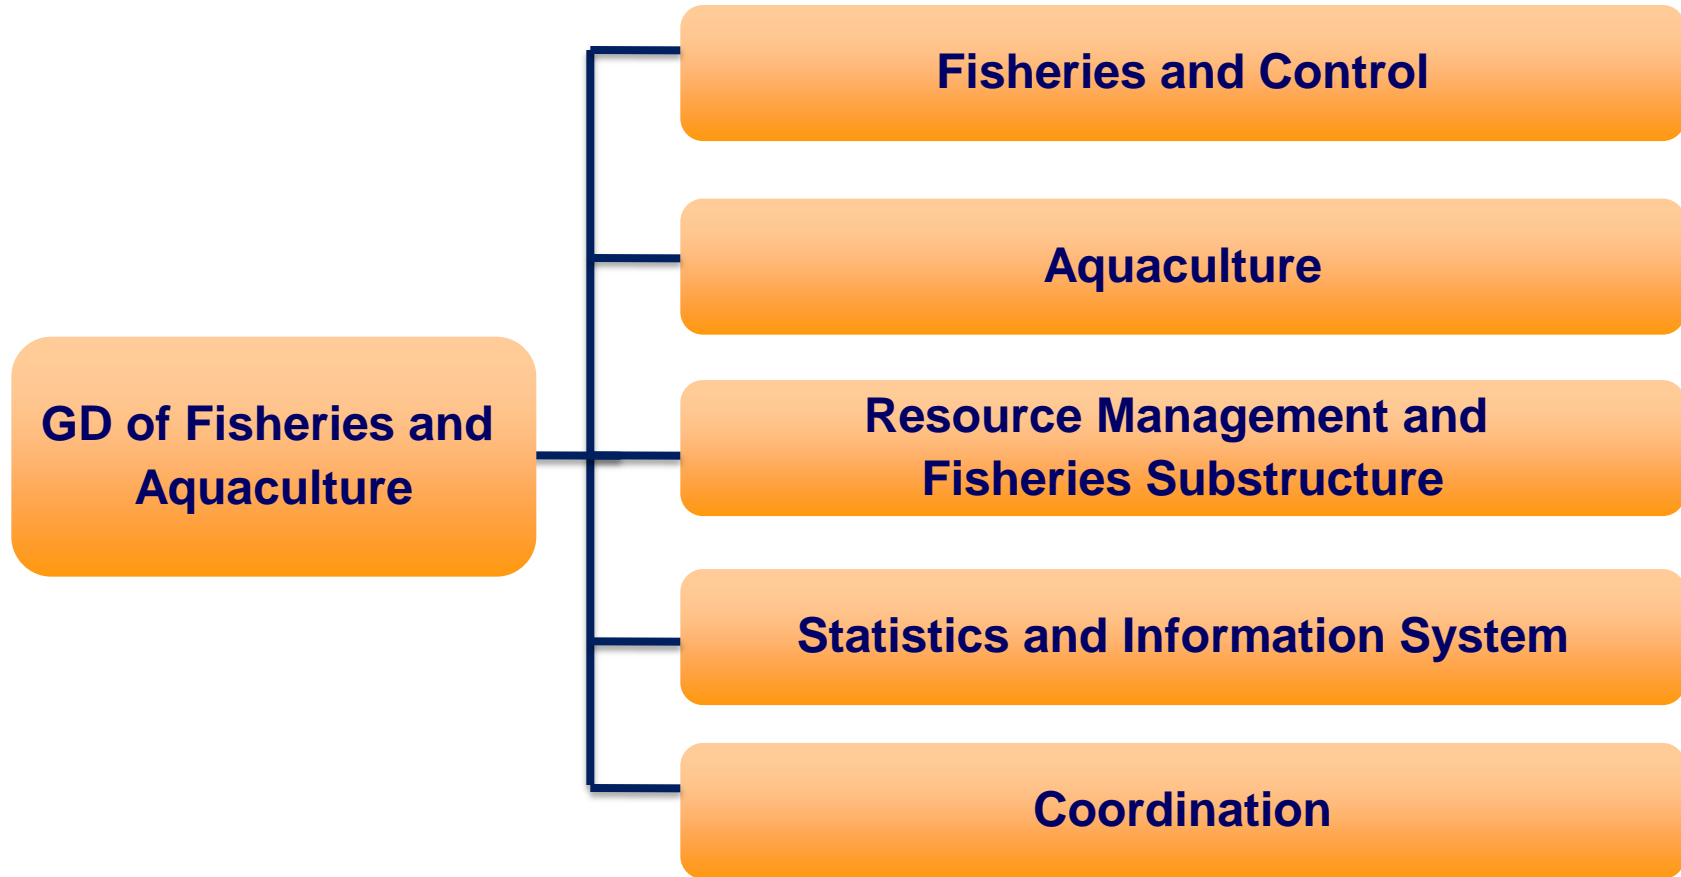 Fisheries and Control
Aquaculture
GD of Fisheries and
Aquaculture
Resource Management and
Fisheries Substructure
Statistics and Information System
Coordination